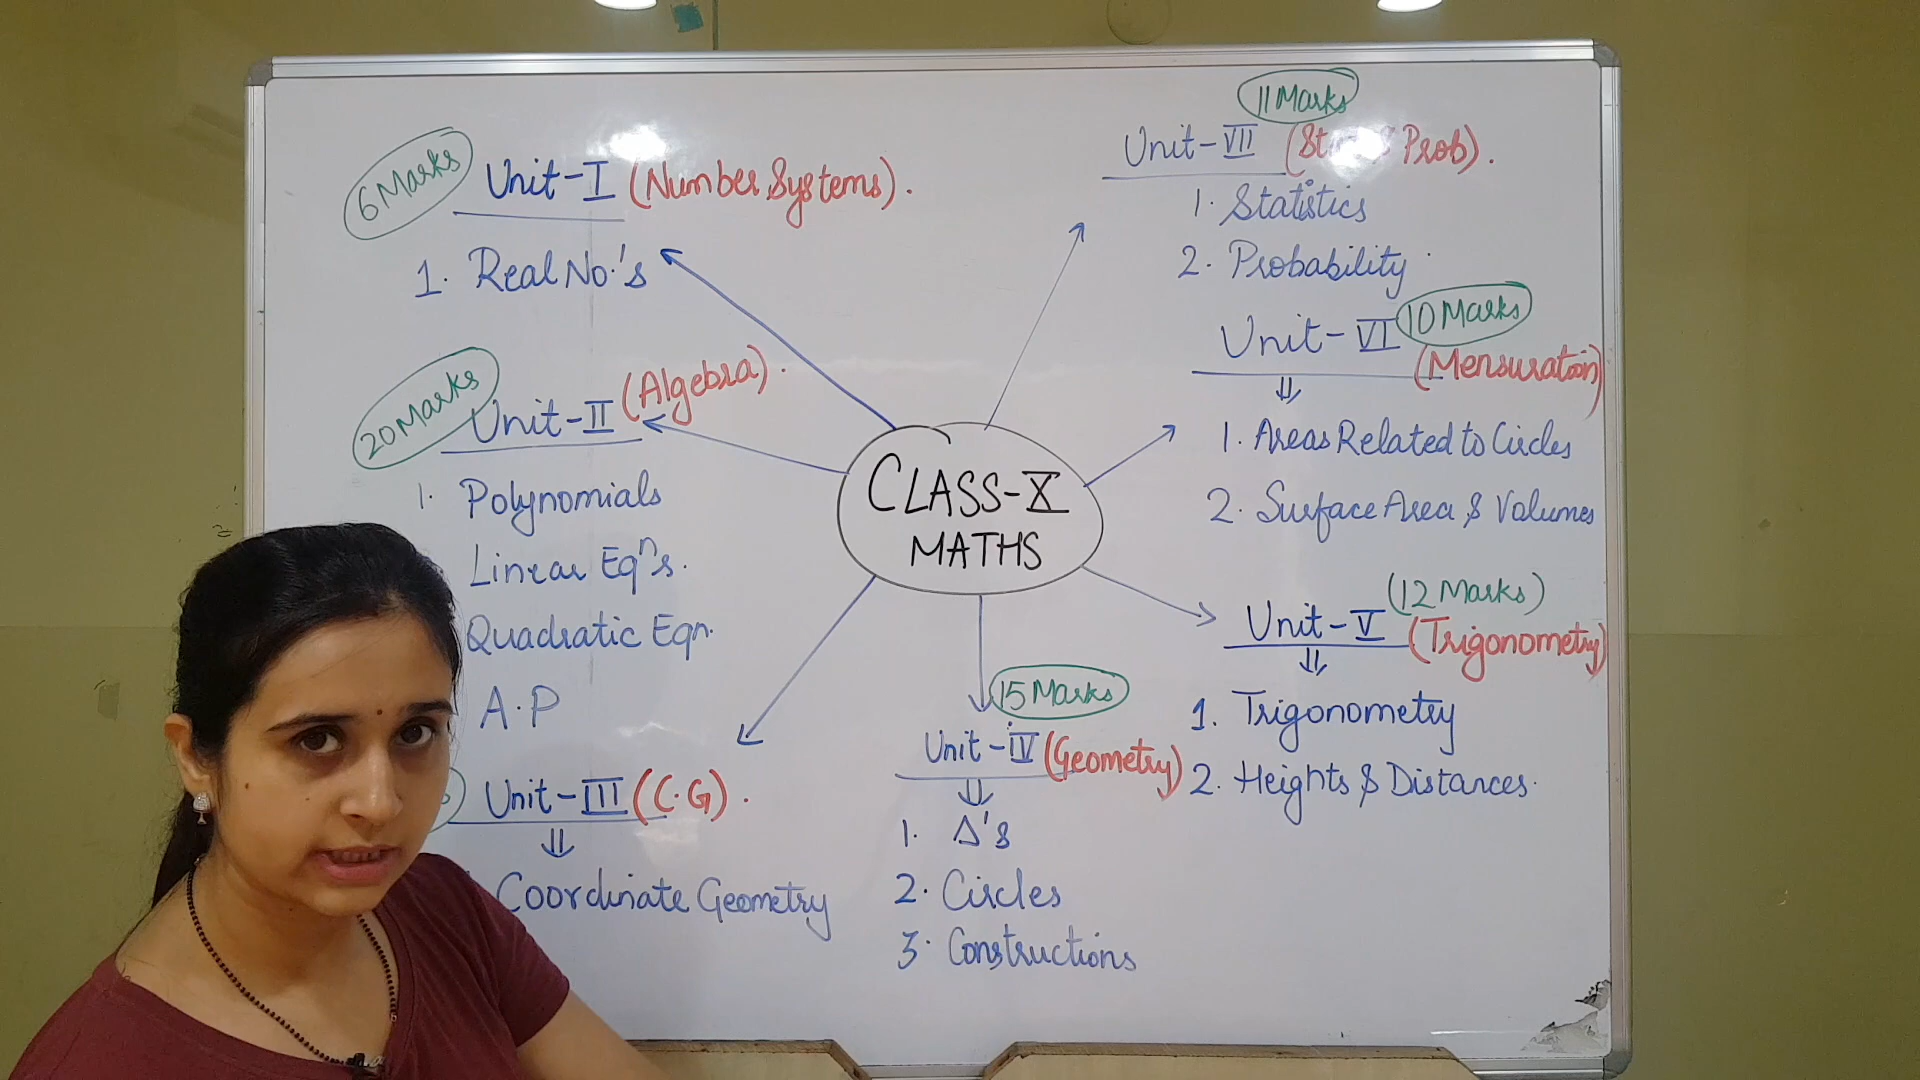 6 Marks
Unit-I (Number Systems).
1. Real No.'s
20 Marks
Unit-II (Algebra).
1. Polynomials
Linear Eqⁿs.
Quadratic Eqn.
A.P
Unit-III (C.G).
⇓
Coordinate Geometry
CLASS-X
MATHS
15 Marks
Unit-IV (Geometry)
⇓
1. Δ's
2. Circles
3. Constructions
11 Marks
Unit-VII (Prob).
1. Statistics
2. Probability
10 Marks
Unit-VI (Mensuration)
⇓
1. Areas Related to Circles
2. Surface Area & Volumes
(12 Marks)
Unit-V (Trigonometry)
⇓
1. Trigonometry
2. Heights & Distances.